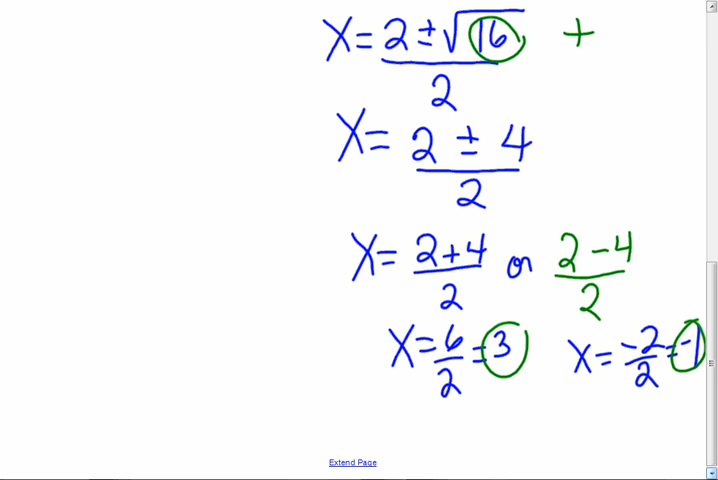 X = 2 ± √16 / 2 +
X = 2 ± 4 / 2
X = 2 + 4 / 2 or 2 - 4 / 2
X = 6 / 2 = 3 X = -2 / 2 = -1
Extend Page